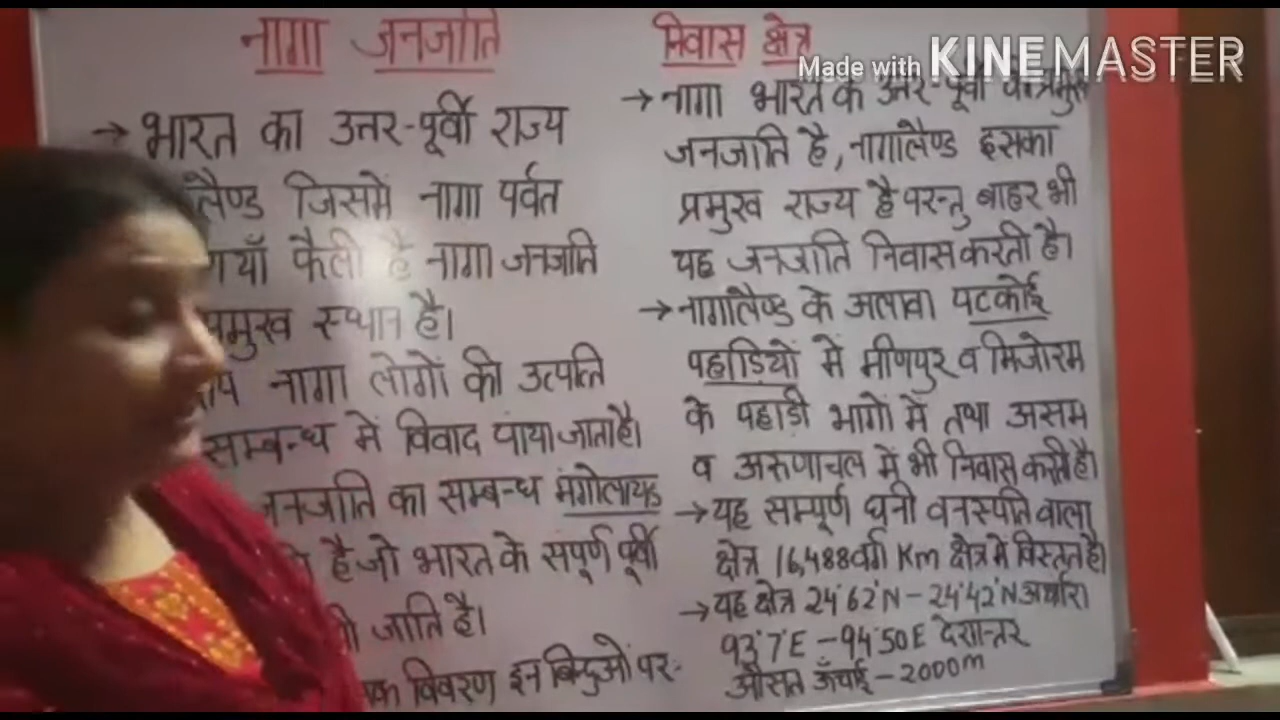 नागा जनजाति
→ भारत का उत्तर-पूर्वी राज्य
लैण्ड जिसमें नागा पर्वत
फैली है नागा जनजाति
स्थान है।
नागा लोगों की उत्पत्ति
सम्बन्ध में विवाद पाया जाता है।
जनजाति का सम्बन्ध मंगोलायड
है जो भारत के संपूर्ण पूर्वी
जाति है।
विवरण इन बिन्दुओं पर:-
निवास क्षेत्र
Made with KINEMASTER
→ नागा भारत के उत्तर-पूर्वी
जनजाति है, नागालैण्ड इसका
प्रमुख राज्य है परन्तु बाहर भी
यह जनजाति निवास करती है।
→ नागालैण्ड के अलावा पटकोई
पहाड़ियों में मणिपुर व मिजोरम
के पहाडी भागों में तथा असम
व अरुणाचल में भी निवास करती है।
→ यह सम्पूर्ण घनी वनस्पति वाला
क्षेत्र 16,488 वर्ग Km क्षेत्र में विस्तृत है।
→ यह क्षेत्र 24°62'N – 24°42'N
93°7'E – 94°50E देशान्तर
औसत ऊँचाई – 2000m